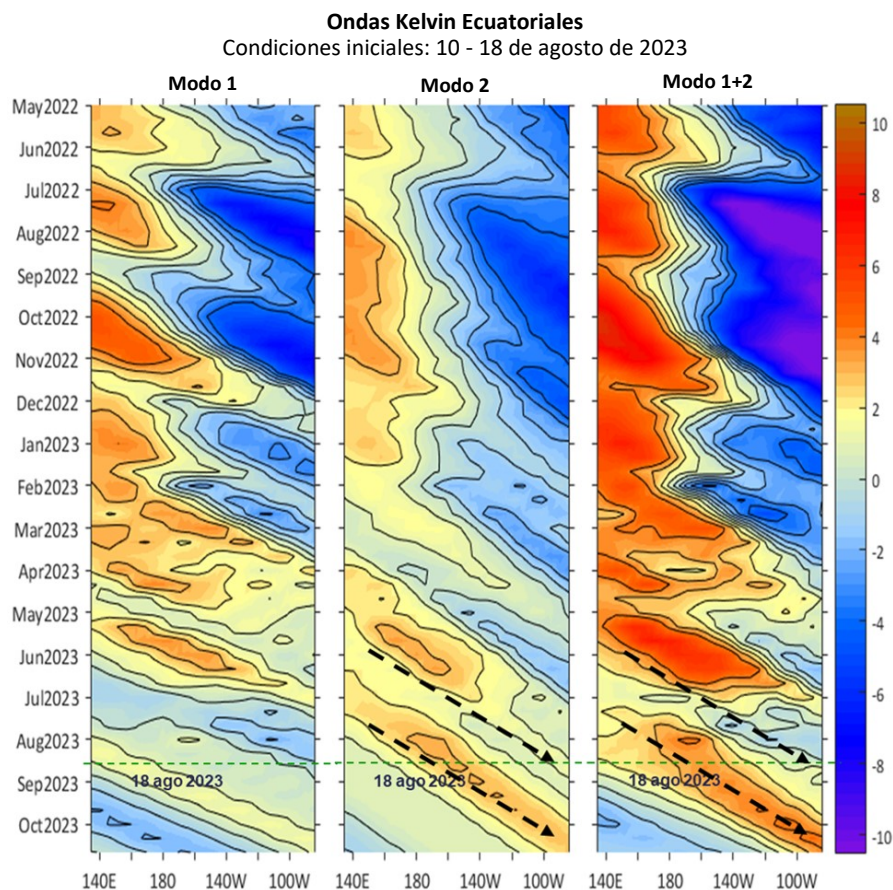 Ondas Kelvin Ecuatoriales
Condiciones iniciales: 10 - 18 de agosto de 2023
Modo 1
Modo 2
Modo 1+2
May2022
Jun2022
Jul2022
Aug2022
Sep2022
Oct2022
Nov2022
Dec2022
Jan2023
Feb2023
Mar2023
Apr2023
May2023
Jun2023
Jul2023
Aug2023
Sep2023
Oct2023
18 ago 2023
18 ago 2023
18 ago 2023
140E 180 140W 100W
140E 180 140W 100W
140E 180 140W 100W
10
8
6
4
2
0
-2
-4
-6
-8
-10